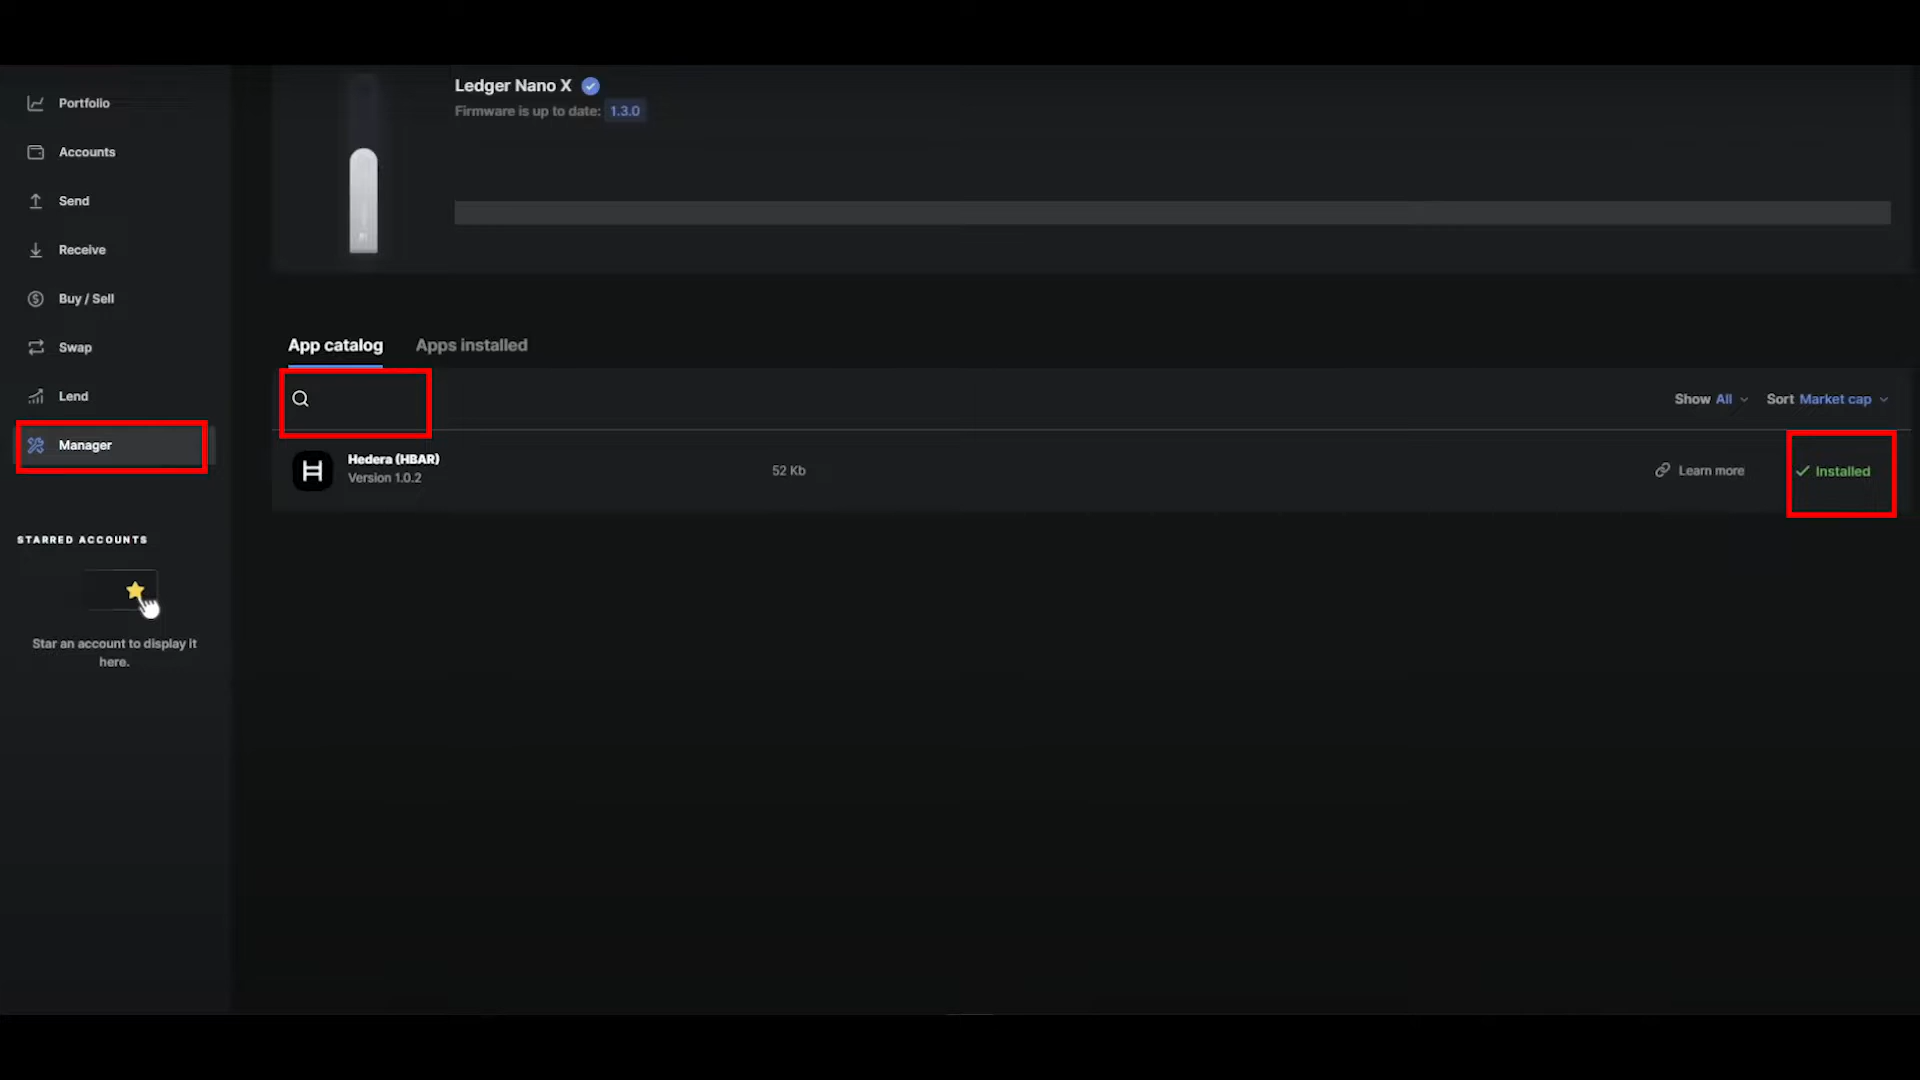 Portfolio
Accounts
Send
Receive
Buy / Sell
Swap
Lend
Manager
STARRED ACCOUNTS
Star an account to display it
here.
Ledger Nano X
Firmware is up to date: 1.3.0
App catalog Apps installed
Show All Sort Market cap
Hedera (HBAR)
Version 1.0.2
52 Kb
Learn more
Installed